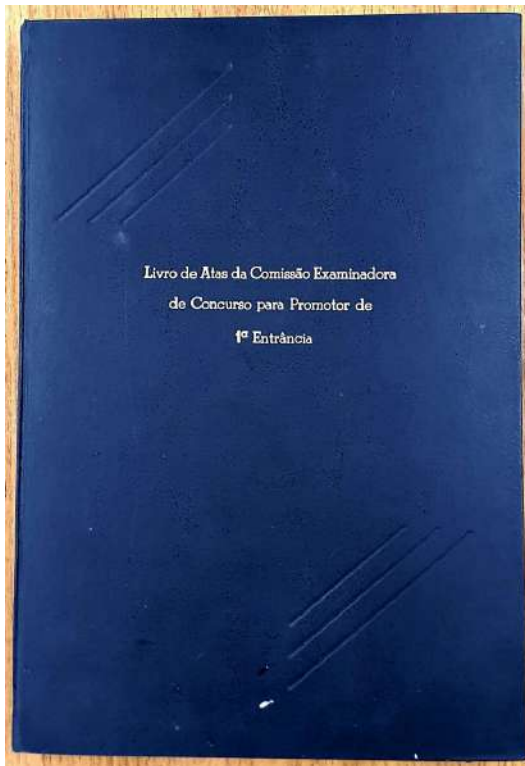 Livro de Atas da Comissão Examinadora
de Concurso para Promotor de
1ª Entrância